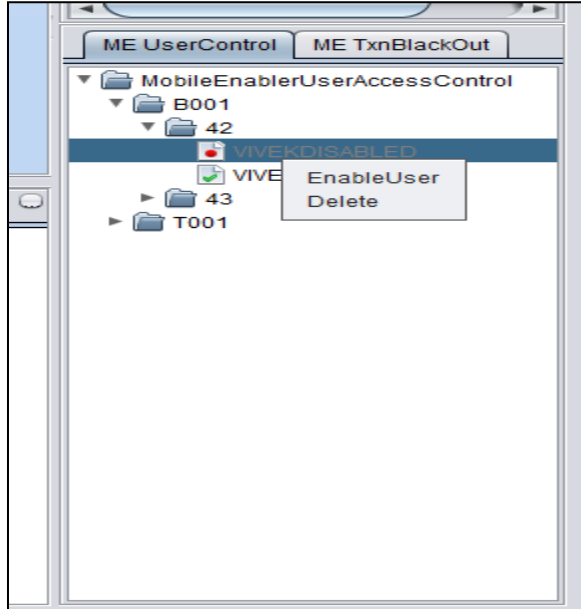 ME UserControl ME TxnBlackOut
MobileEnablerUserAccessControl
B001
42
VIVEKDISABLED
VIVE
EnableUser
43
Delete
T001